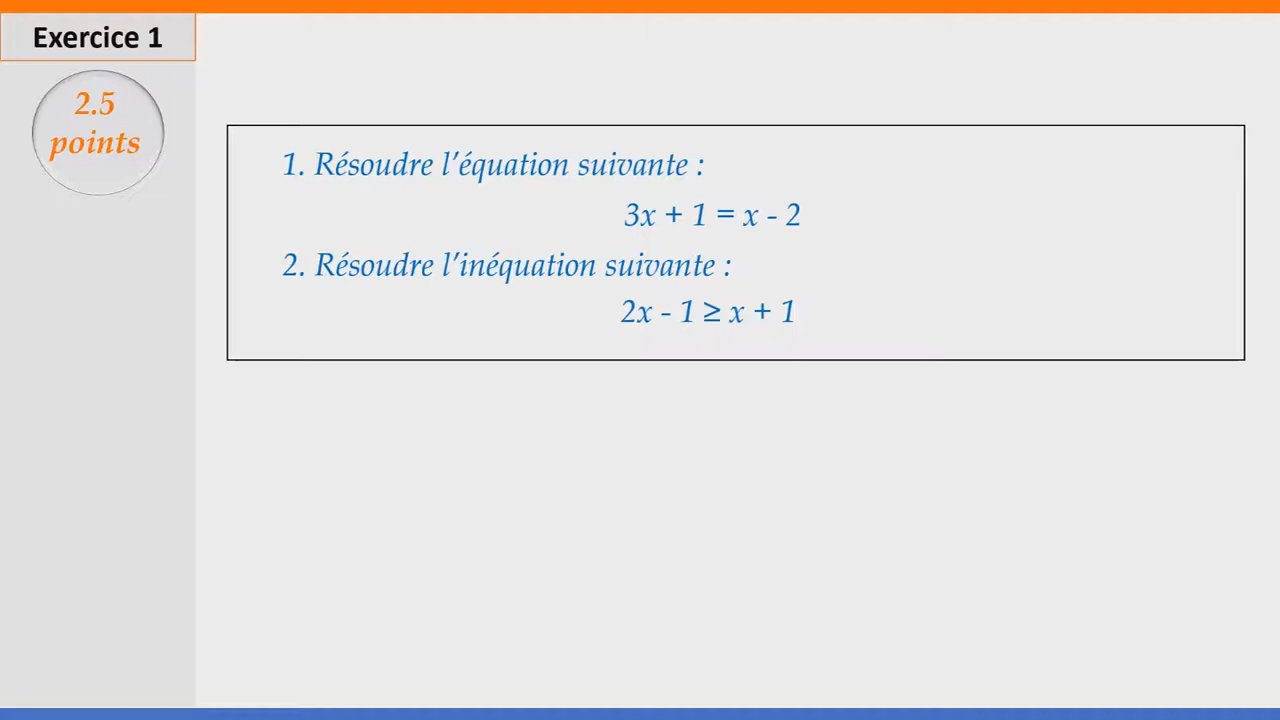 Exercice 1
2.5
points
1. Résoudre l’équation suivante :
3x + 1 = x - 2
2. Résoudre l’inéquation suivante :
2x - 1 ≥ x + 1